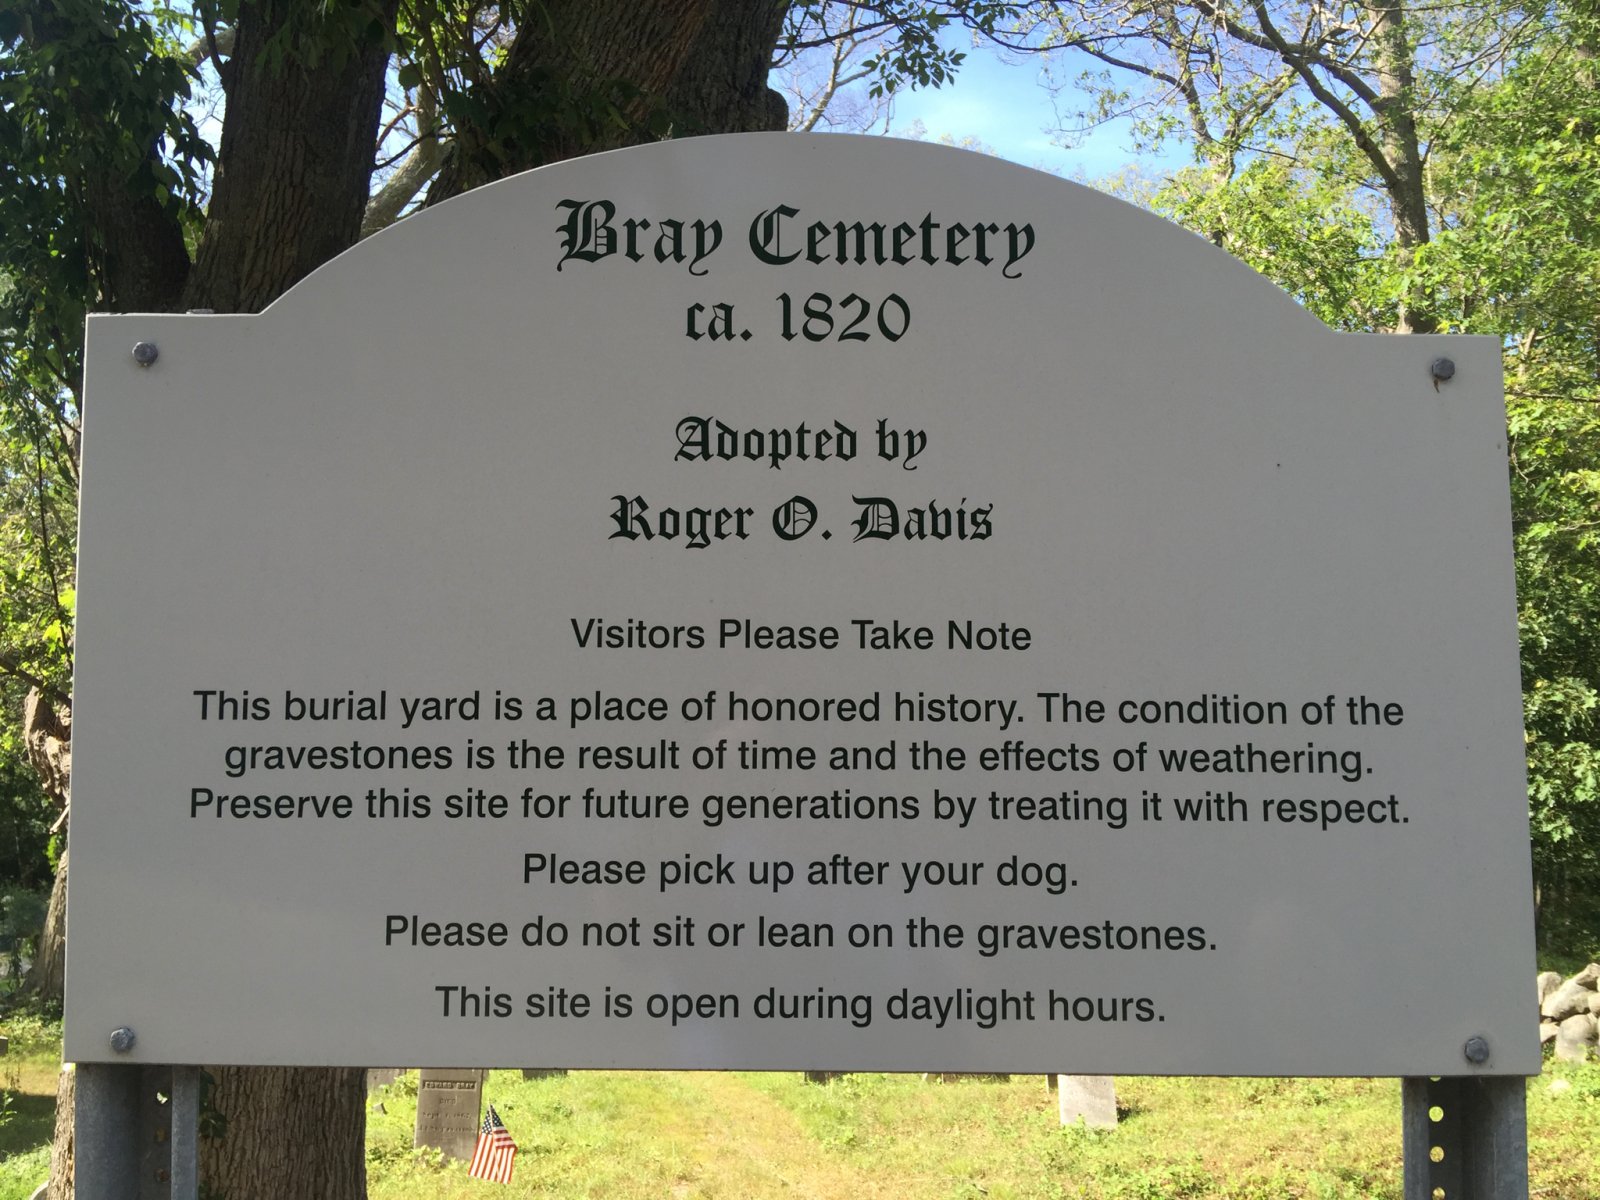 Bray Cemetery
ca. 1820
Adopted by
Roger O. Davis
Visitors Please Take Note
This burial yard is a place of honored history. The condition of the
gravestones is the result of time and the effects of weathering.
Preserve this site for future generations by treating it with respect.
Please pick up after your dog.
Please do not sit or lean on the gravestones.
This site is open during daylight hours.
EDWARD BRAY
DIED